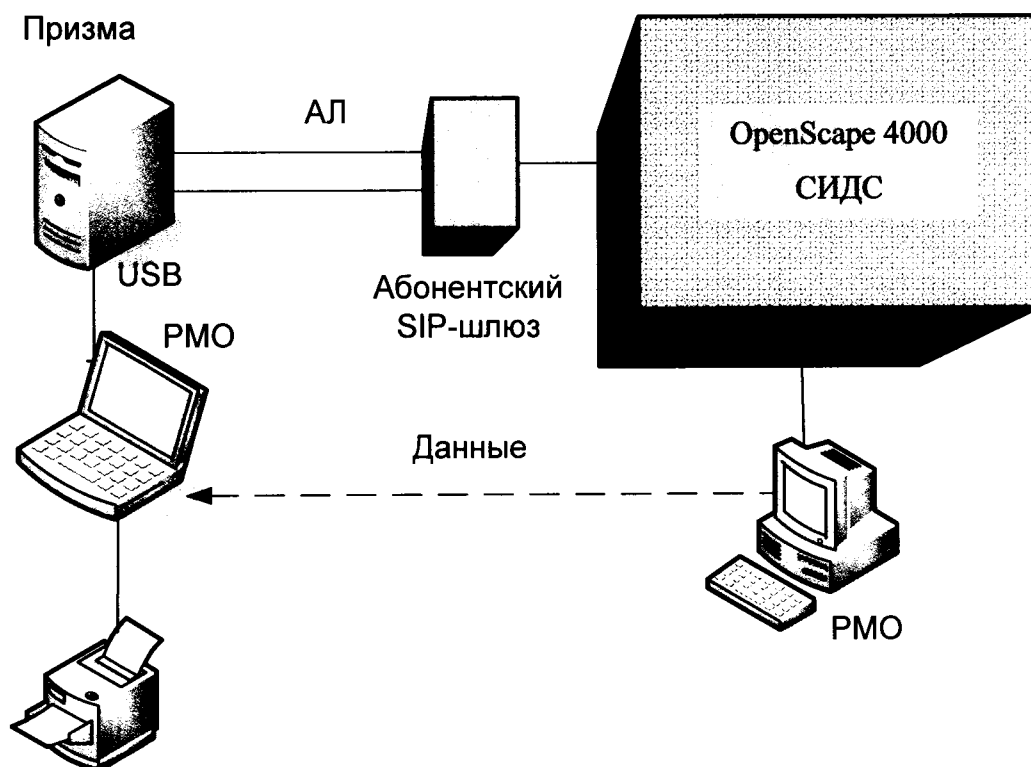 Призма
АЛ
OpenScape 4000
СИДС
USB
Абонентский
SIP-шлюз
РМО
Данные
РМО